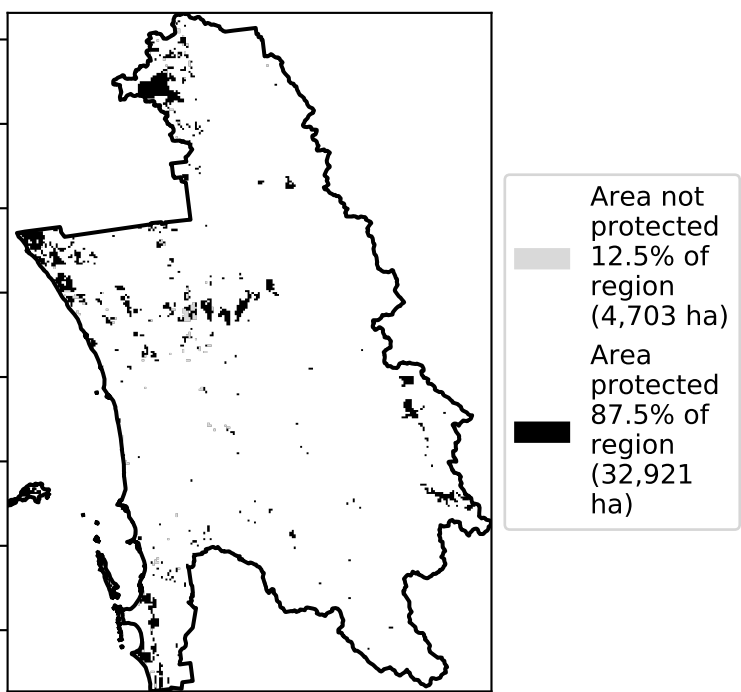 Area not
protected
12.5% of
region
(4,703 ha)
Area
protected
87.5% of
region
(32,921
ha)